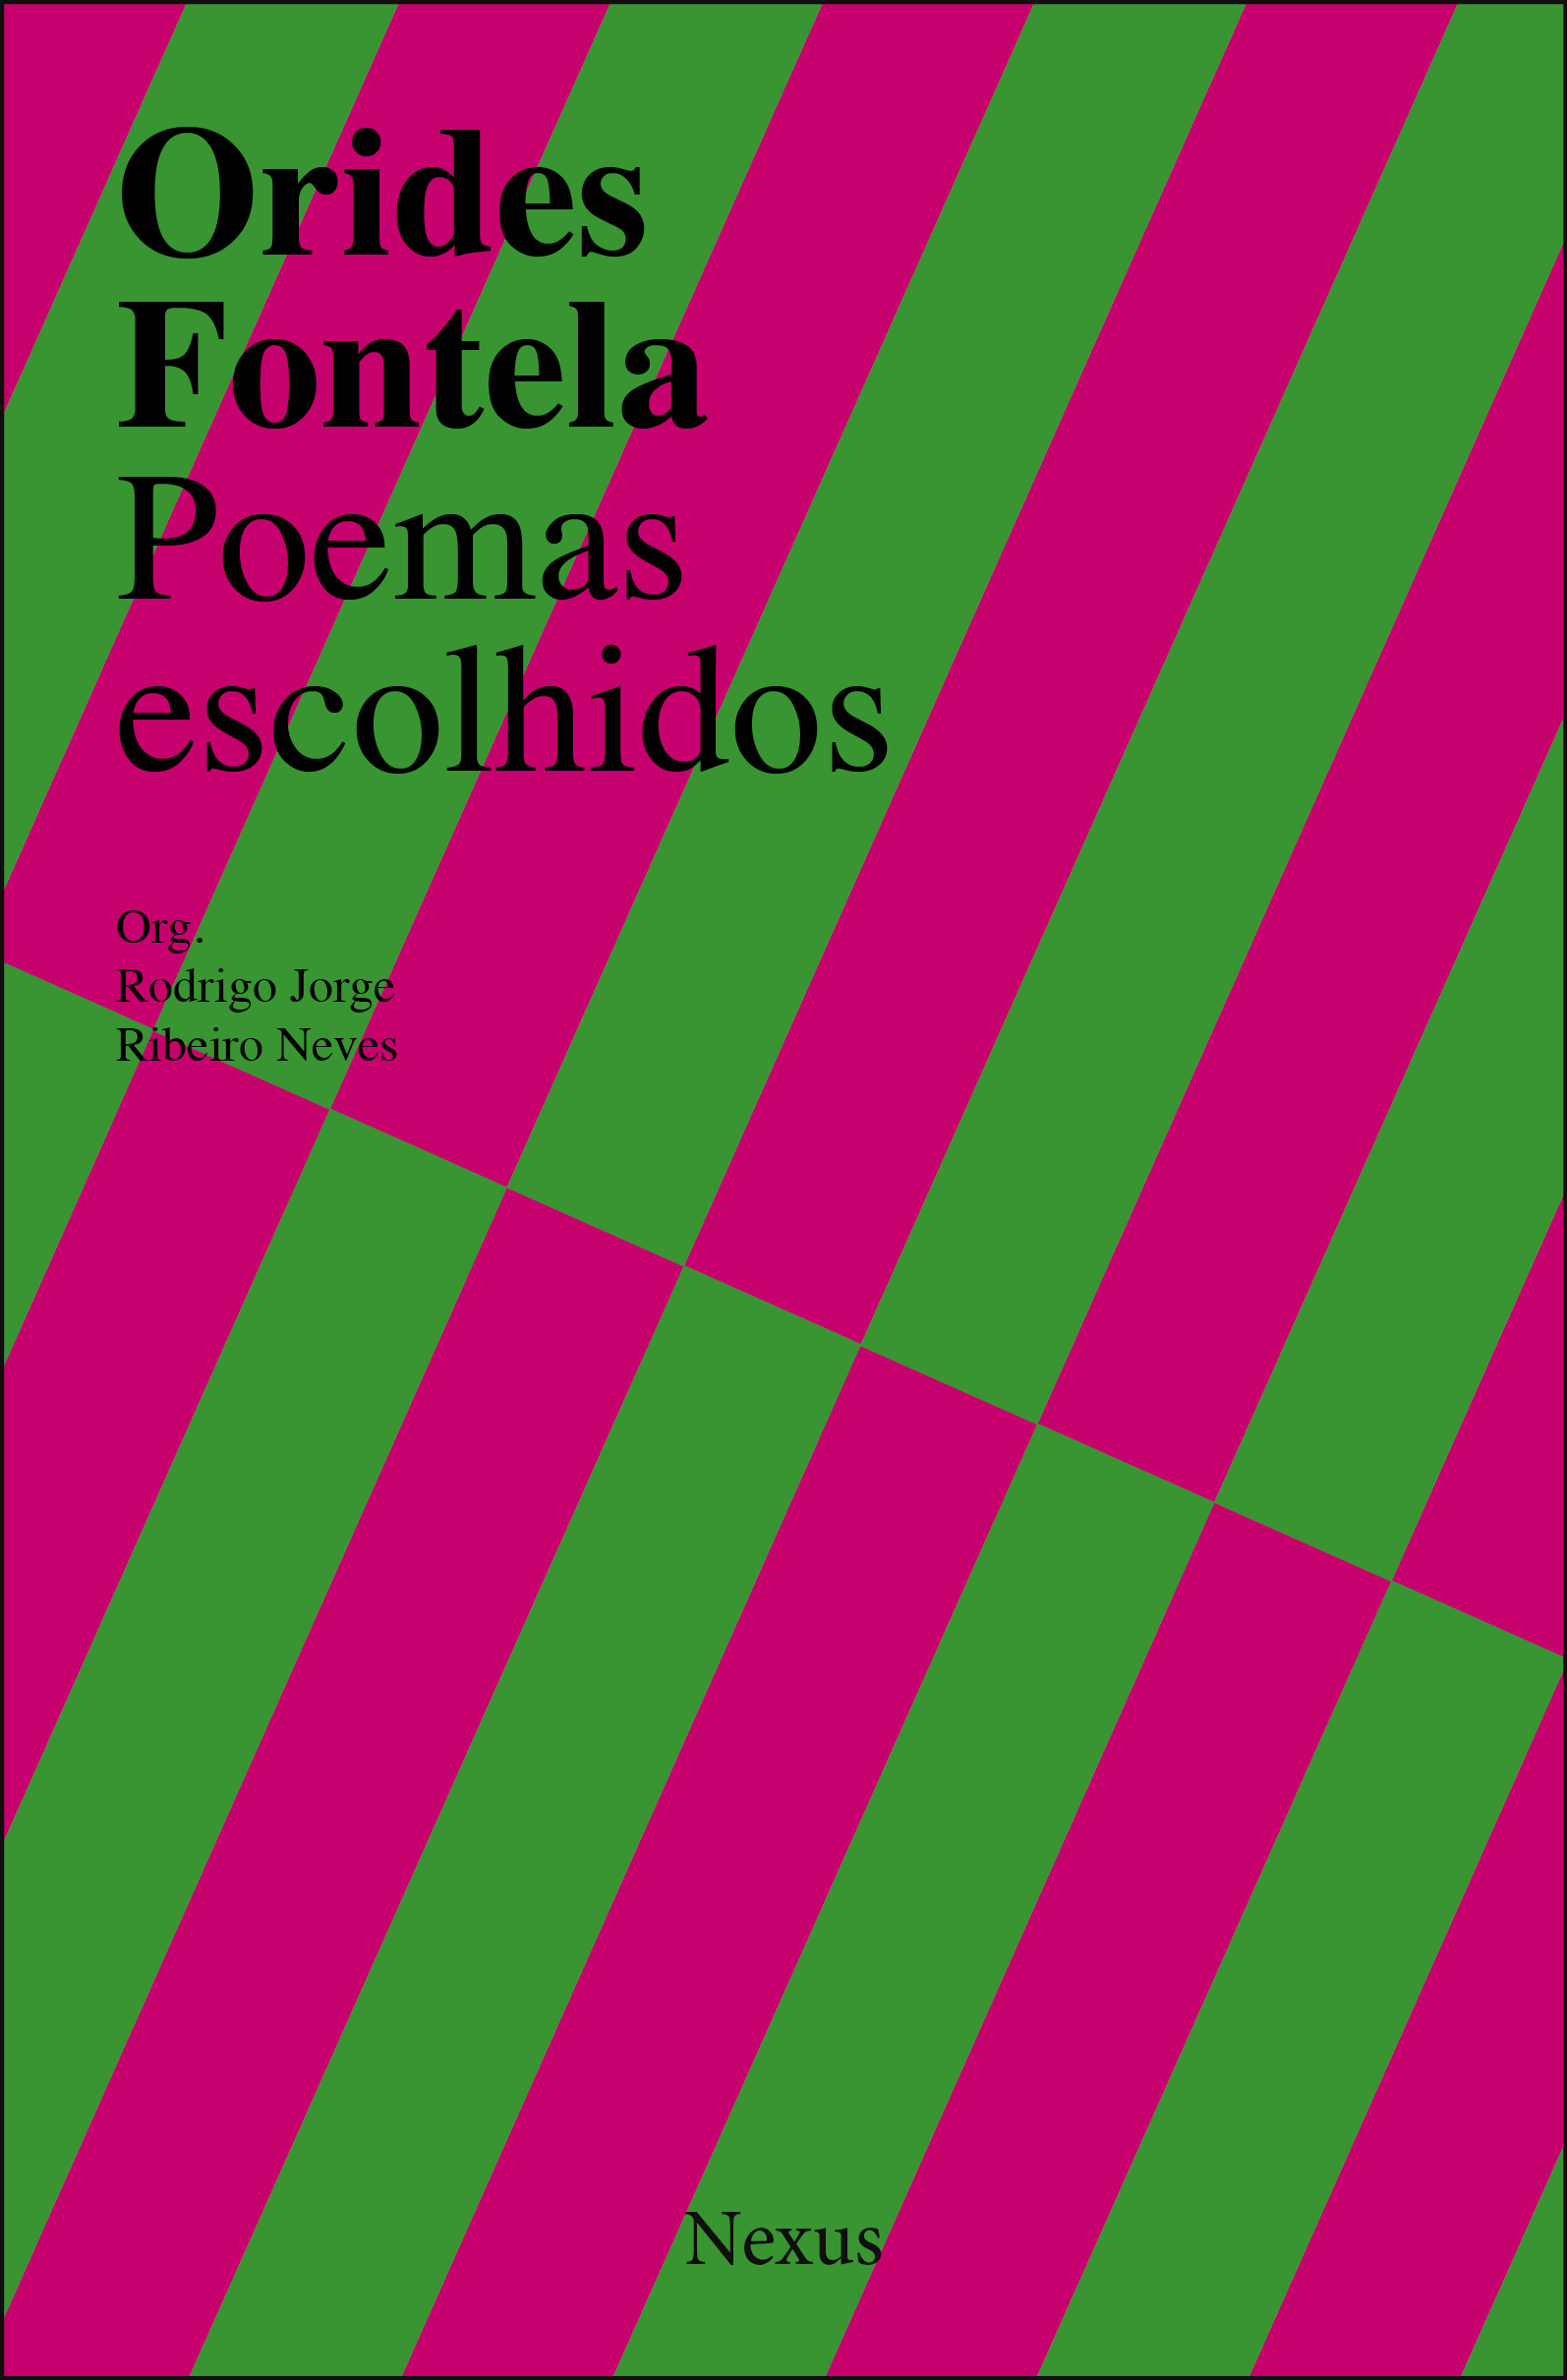 Orides
Fontela
Poemas
escolhidos
Org.
Rodrigo Jorge
Ribeiro Neves
Nexus